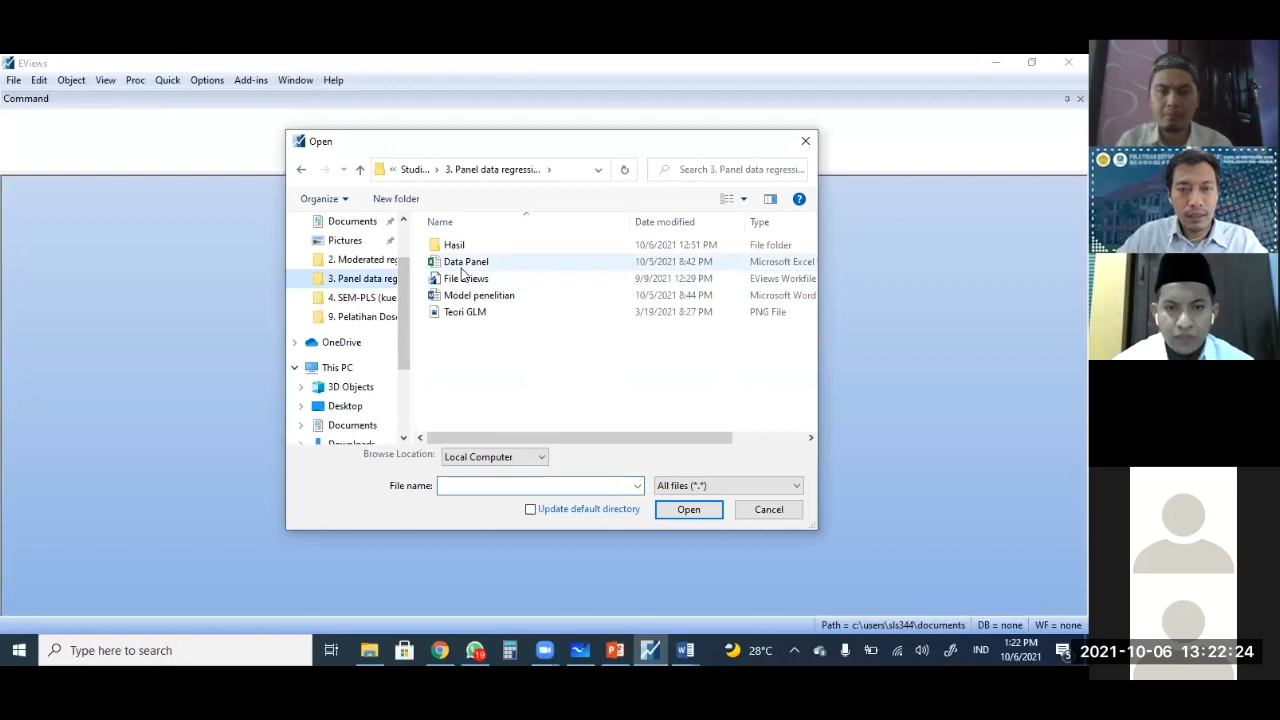 EViews
File Edit Object View Proc Quick Options Add-ins Window Help
Command
Open
« Studi... > 3. Panel data regressi... >
Search 3. Panel data regressi...
Organize New folder
Name Date modified Type
Documents
Pictures
2. Moderated re
3. Panel data reg
4. SEM-PLS (kue
9. Pelatihan Dos
OneDrive
This PC
3D Objects
Desktop
Documents
Downloads
Hasil 10/6/2021 12:51 PM File folder
Data Panel 10/5/2021 8:42 PM Microsoft Excel
File Eviews 9/9/2021 12:29 PM EViews Workfile
Model penelitian 10/5/2021 8:44 PM Microsoft Word
Teori GLM 3/19/2021 8:27 PM PNG File
Browse Location: Local Computer
File name: All files (*.*)
Update default directory Open Cancel
Path = c:\users\sls344\documents DB = none WF = none
Type here to search
19
28°C
IND
1:22 PM
10/6/2021
5
2021-10-06 13:22:24